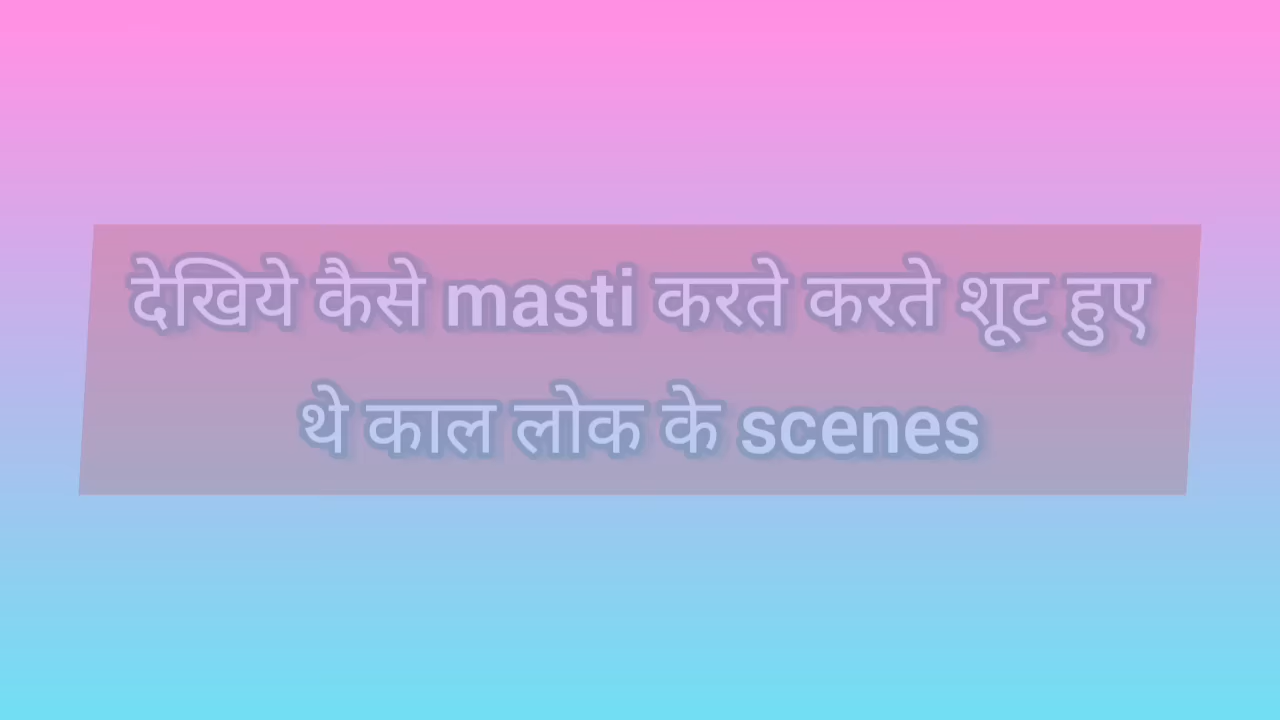 देखिये कैसे masti करते करते शूट हुए
थे काल लोक के scenes